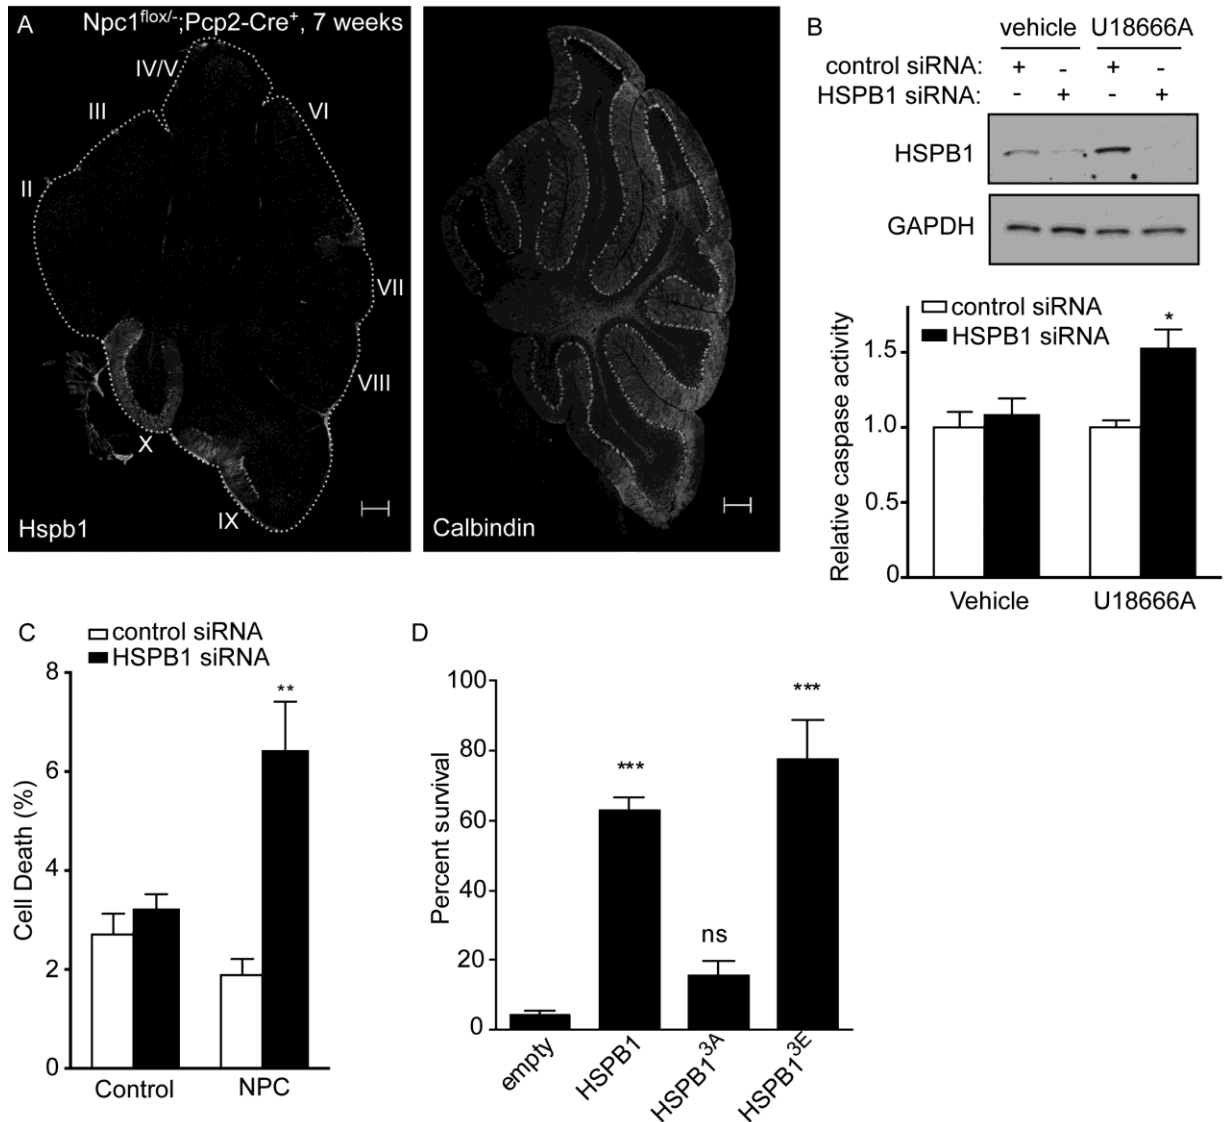 A
Npc1flox/-;Pcp2-Cre+, 7 weeks
IV/V
III
VI
II
VII
VIII
X
IX
Hspb1
Calbindin
B
vehicle U18666A
control siRNA: + - + -
HSPB1 siRNA: - + - +
HSPB1
GAPDH
control siRNA
HSPB1 siRNA
*
Relative caspase activity
1.5
1.0
0.5
0
Vehicle U18666A
C
control siRNA
HSPB1 siRNA
**
Cell Death (%)
8
6
4
2
0
Control NPC
D
Percent survival
100
80
60
40
20
0
***
ns
***
empty HSPB1 HSPB13A HSPB13E